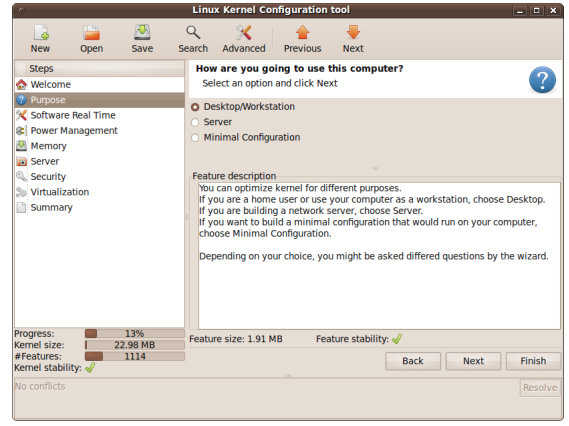 Linux Kernel Configuration tool
New Open Save Search Advanced Previous Next
Steps
Welcome
Purpose
Software Real Time
Power Management
Memory
Server
Security
Virtualization
Summary
How are you going to use this computer?
Select an option and click Next
Desktop/Workstation
Server
Minimal Configuration
Feature description
You can optimize kernel for different purposes.
If you are a home user or use your computer as a workstation, choose Desktop.
If you are building a network server, choose Server.
If you want to build a minimal configuration that would run on your computer,
choose Minimal Configuration.
Depending on your choice, you might be asked differed questions by the wizard.
Progress: 13%
Kernel size: 22.98 MB
#Features: 1114
Kernel stability:
Feature size: 1.91 MB Feature stability:
Back Next Finish
No conflicts Resolve